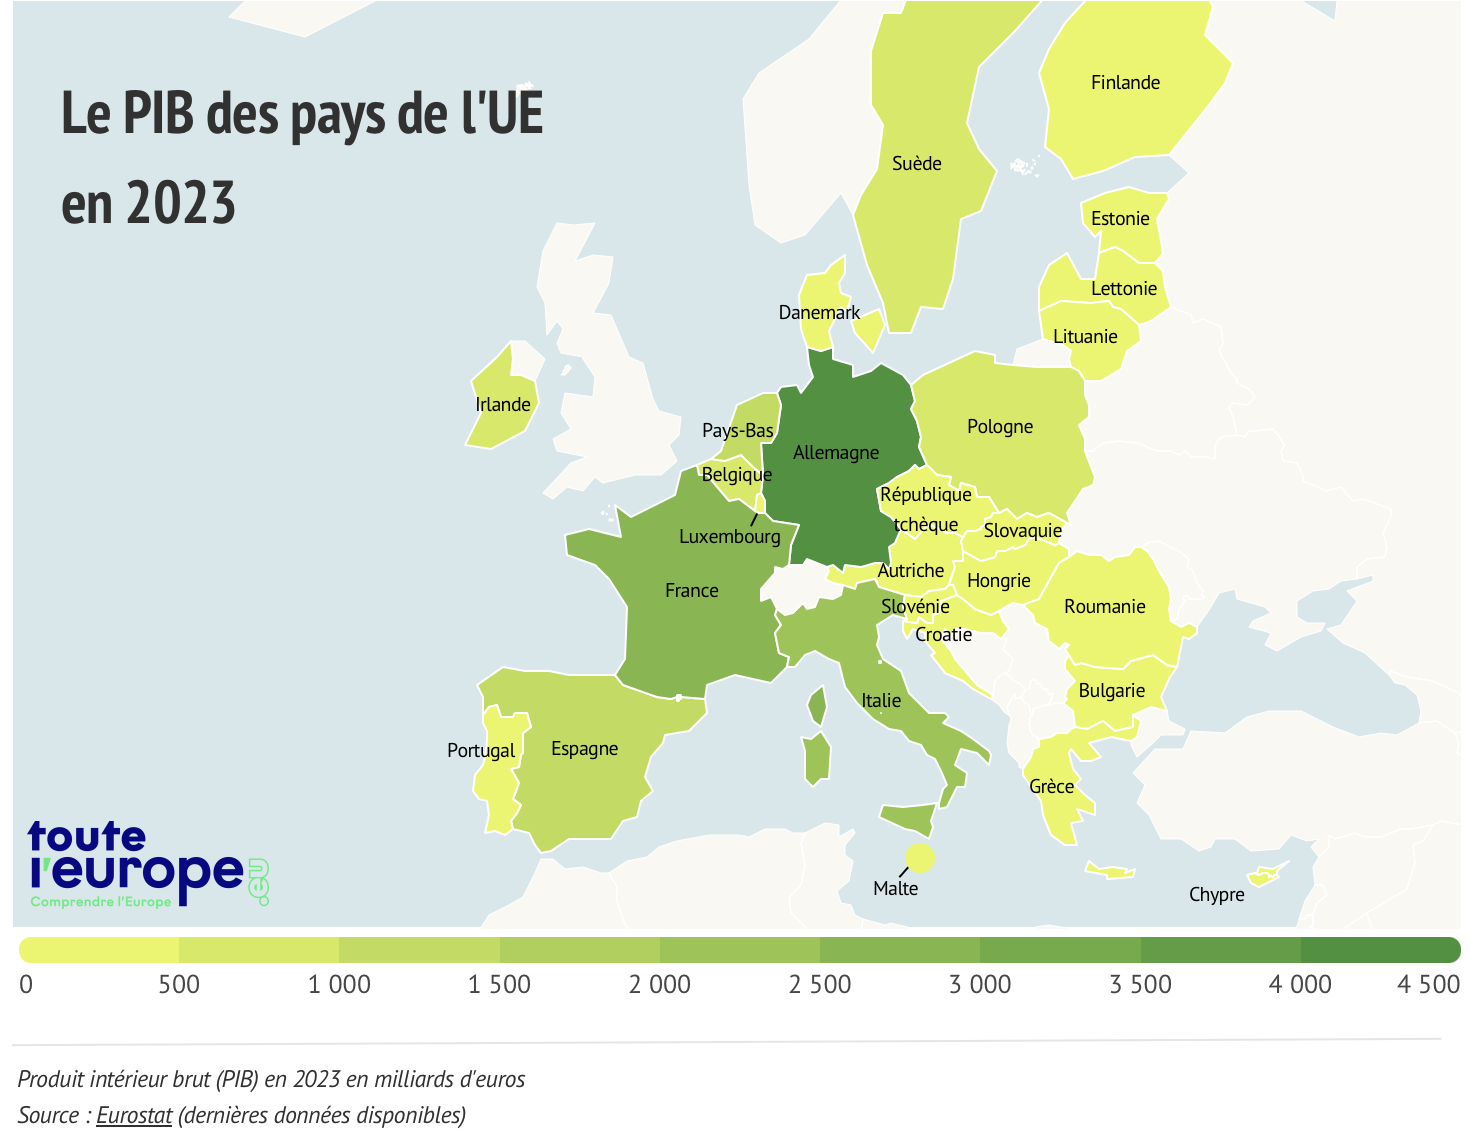 Le PIB des pays de l'UE
en 2023
Finlande
Suède
Estonie
Lettonie
Danemark
Lituanie
Irlande
Pays-Bas
Pologne
Allemagne
Belgique
République
tchèque
Luxembourg
Slovaquie
Autriche
Hongrie
France
Slovénie
Roumanie
Croatie
Bulgarie
Italie
Portugal
Espagne
Grèce
Malte
Chypre
toute
l'europe.eu
Comprendre l'Europe
0 500 1 000 1 500 2 000 2 500 3 000 3 500 4 000 4 500
Produit intérieur brut (PIB) en 2023 en milliards d'euros
Source : Eurostat (dernières données disponibles)